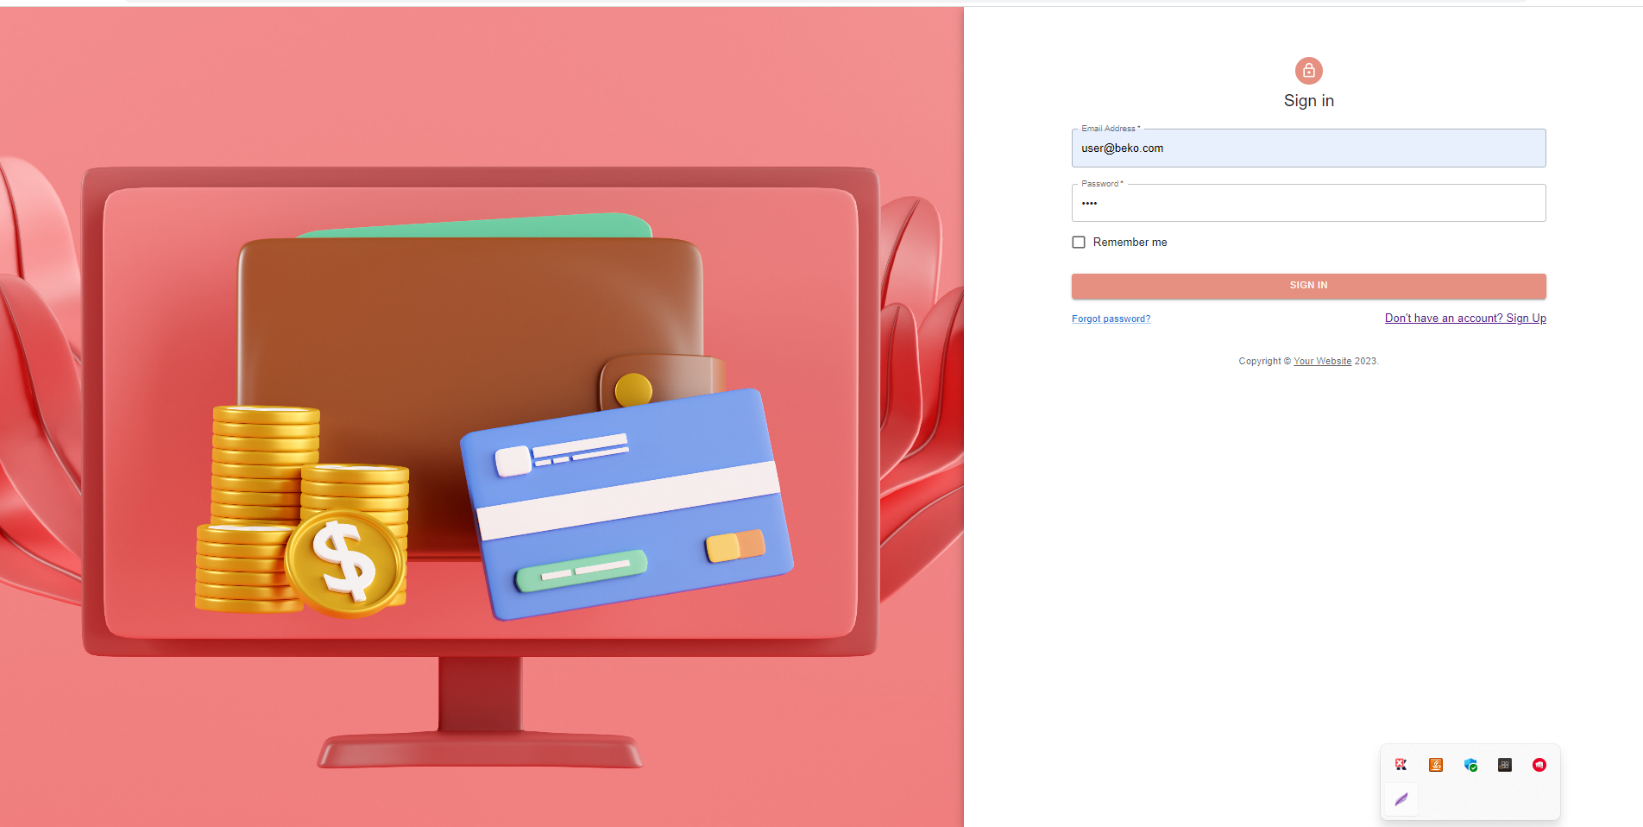 Sign in
Email Address *
user@beko.com
Password *
••••
Remember me
SIGN IN
Forgot password?
Don't have an account? Sign Up
Copyright © Your Website 2023.
$